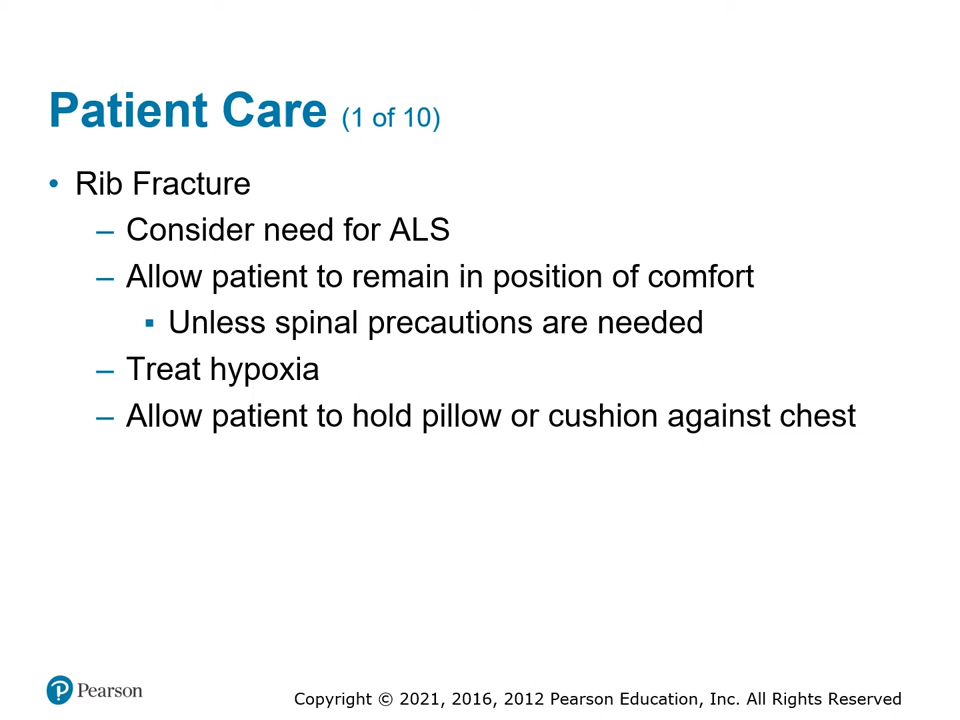 Patient Care (1 of 10)
• Rib Fracture
– Consider need for ALS
– Allow patient to remain in position of comfort
▪ Unless spinal precautions are needed
– Treat hypoxia
– Allow patient to hold pillow or cushion against chest
Pearson
Copyright © 2021, 2016, 2012 Pearson Education, Inc. All Rights Reserved